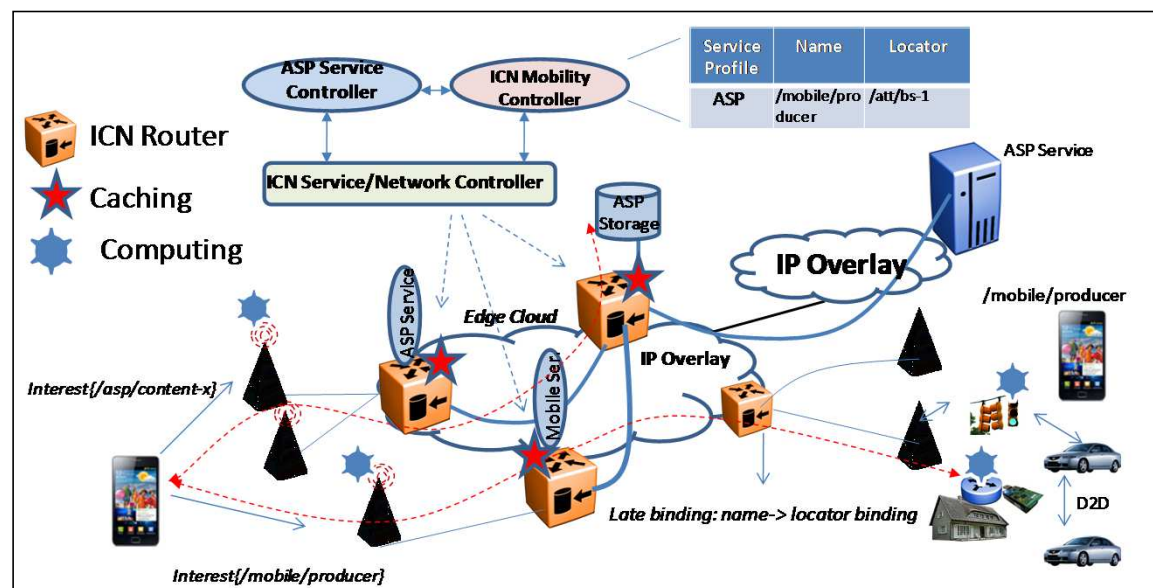 Service Name Locator
Profile
ASP /mobile/pro /att/bs-1
ducer
ASP Service
Controller
ICN Mobility
Controller
ICN Router
Caching
Computing
ICN Service/Network Controller
ASP
Storage
ASP Service
IP Overlay
/mobile/producer
Edge Cloud
ASP Service
IP Overlay
Mobile Ser.
Interest{/asp/content-x}
Late binding: name-> locator binding
D2D
Interest{/mobile/producer}